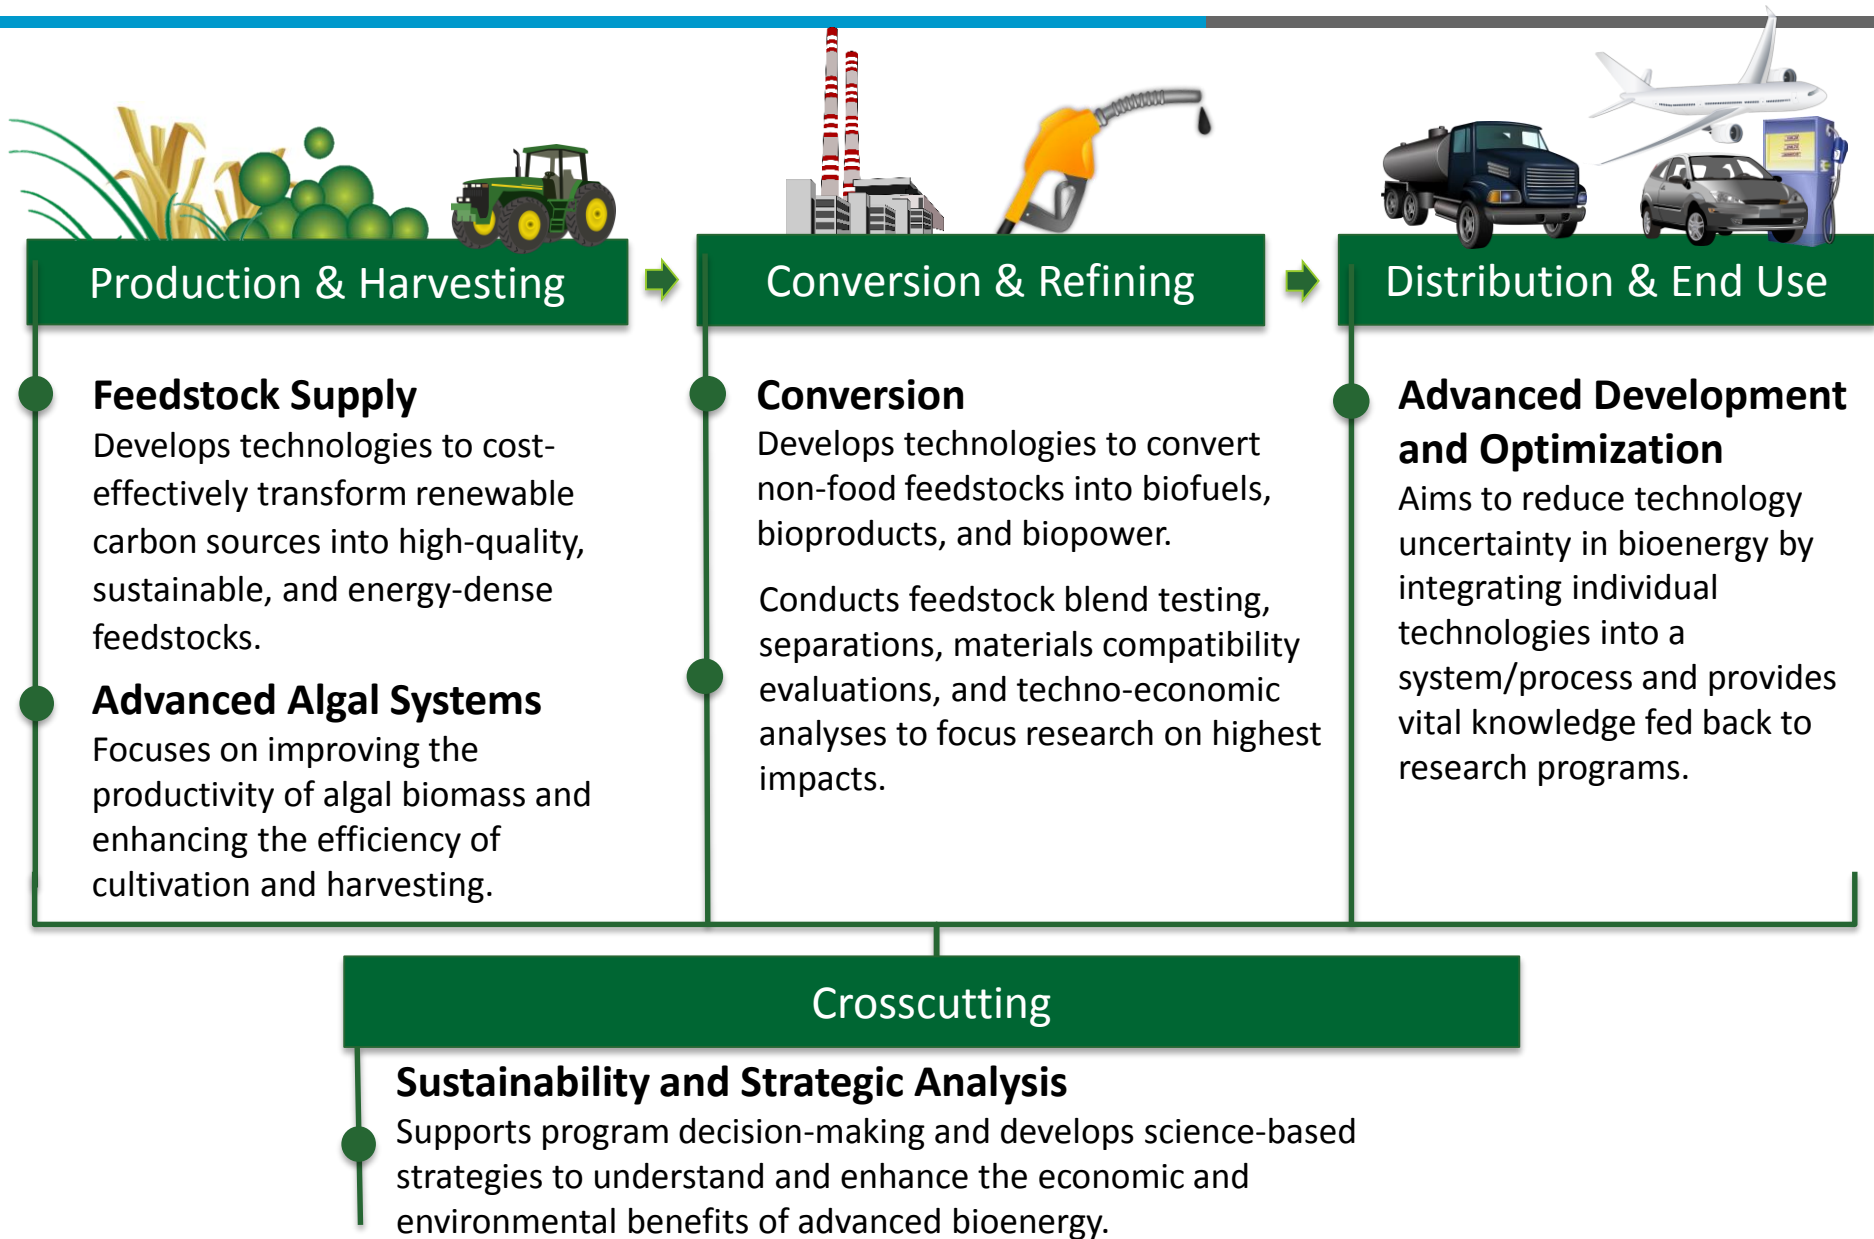 Production & Harvesting
Feedstock Supply
Develops technologies to cost-
effectively transform renewable
carbon sources into high-quality,
sustainable, and energy-dense
feedstocks.
Advanced Algal Systems
Focuses on improving the
productivity of algal biomass and
enhancing the efficiency of
cultivation and harvesting.
Conversion & Refining
Conversion
Develops technologies to convert
non-food feedstocks into biofuels,
bioproducts, and biopower.
Conducts feedstock blend testing,
separations, materials compatibility
evaluations, and techno-economic
analyses to focus research on highest
impacts.
Distribution & End Use
Advanced Development
and Optimization
Aims to reduce technology
uncertainty in bioenergy by
integrating individual
technologies into a
system/process and provides
vital knowledge fed back to
research programs.
Crosscutting
Sustainability and Strategic Analysis
Supports program decision-making and develops science-based
strategies to understand and enhance the economic and
environmental benefits of advanced bioenergy.